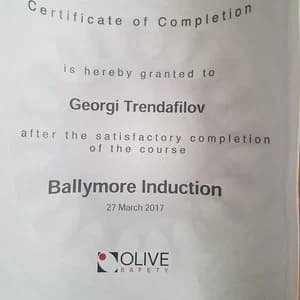 Certificate of Completion
is hereby granted to
Georgi Trendafilov
after the satisfactory completion
of the course
Ballymore Induction
27 March 2017
OLIVE
SAFETY